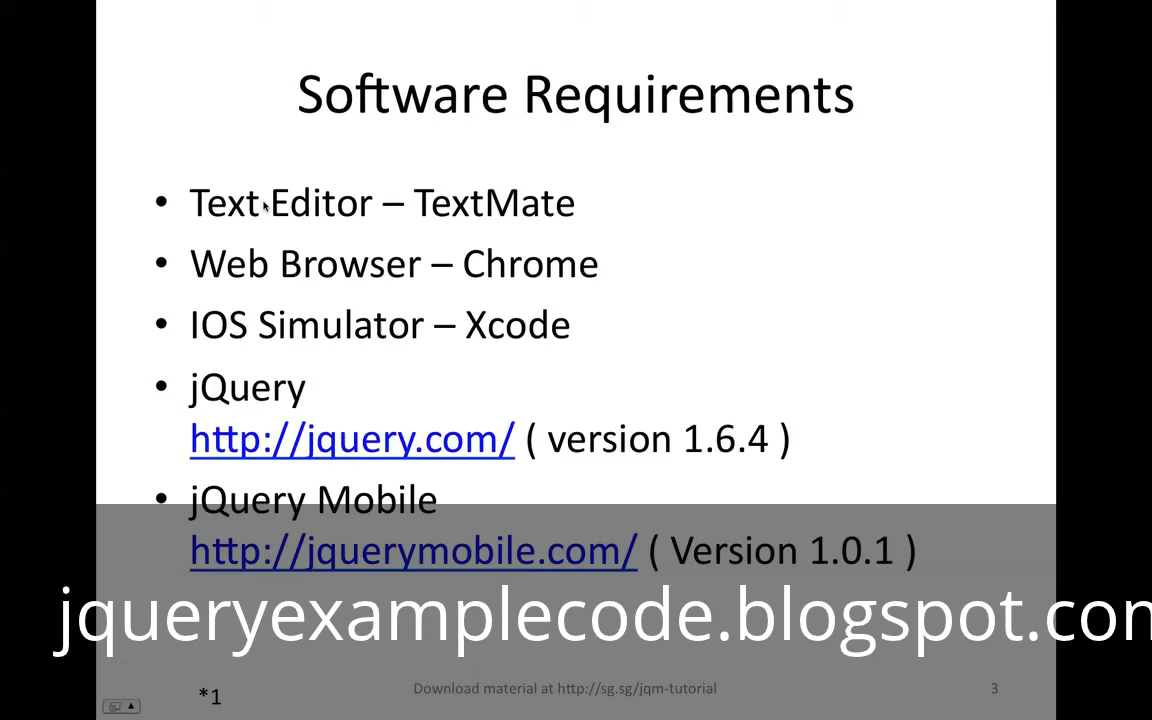 Software Requirements
• Text Editor – TextMate
• Web Browser – Chrome
• IOS Simulator – Xcode
• jQuery
http://jquery.com/ ( version 1.6.4 )
• jQuery Mobile
http://jquerymobile.com/ ( Version 1.0.1 )
jqueryexamplecode.blogspot.com
*1
Download material at http://sg.sg/jqm-tutorial
3